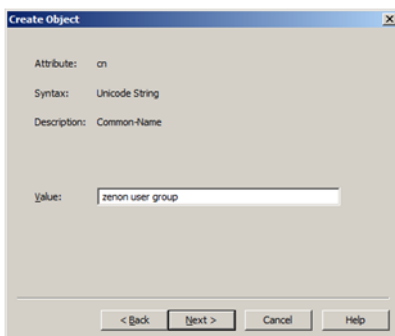 Create Object
Attribute: cn
Syntax: Unicode String
Description: Common-Name
Value: zenon user group
< Back Next > Cancel Help